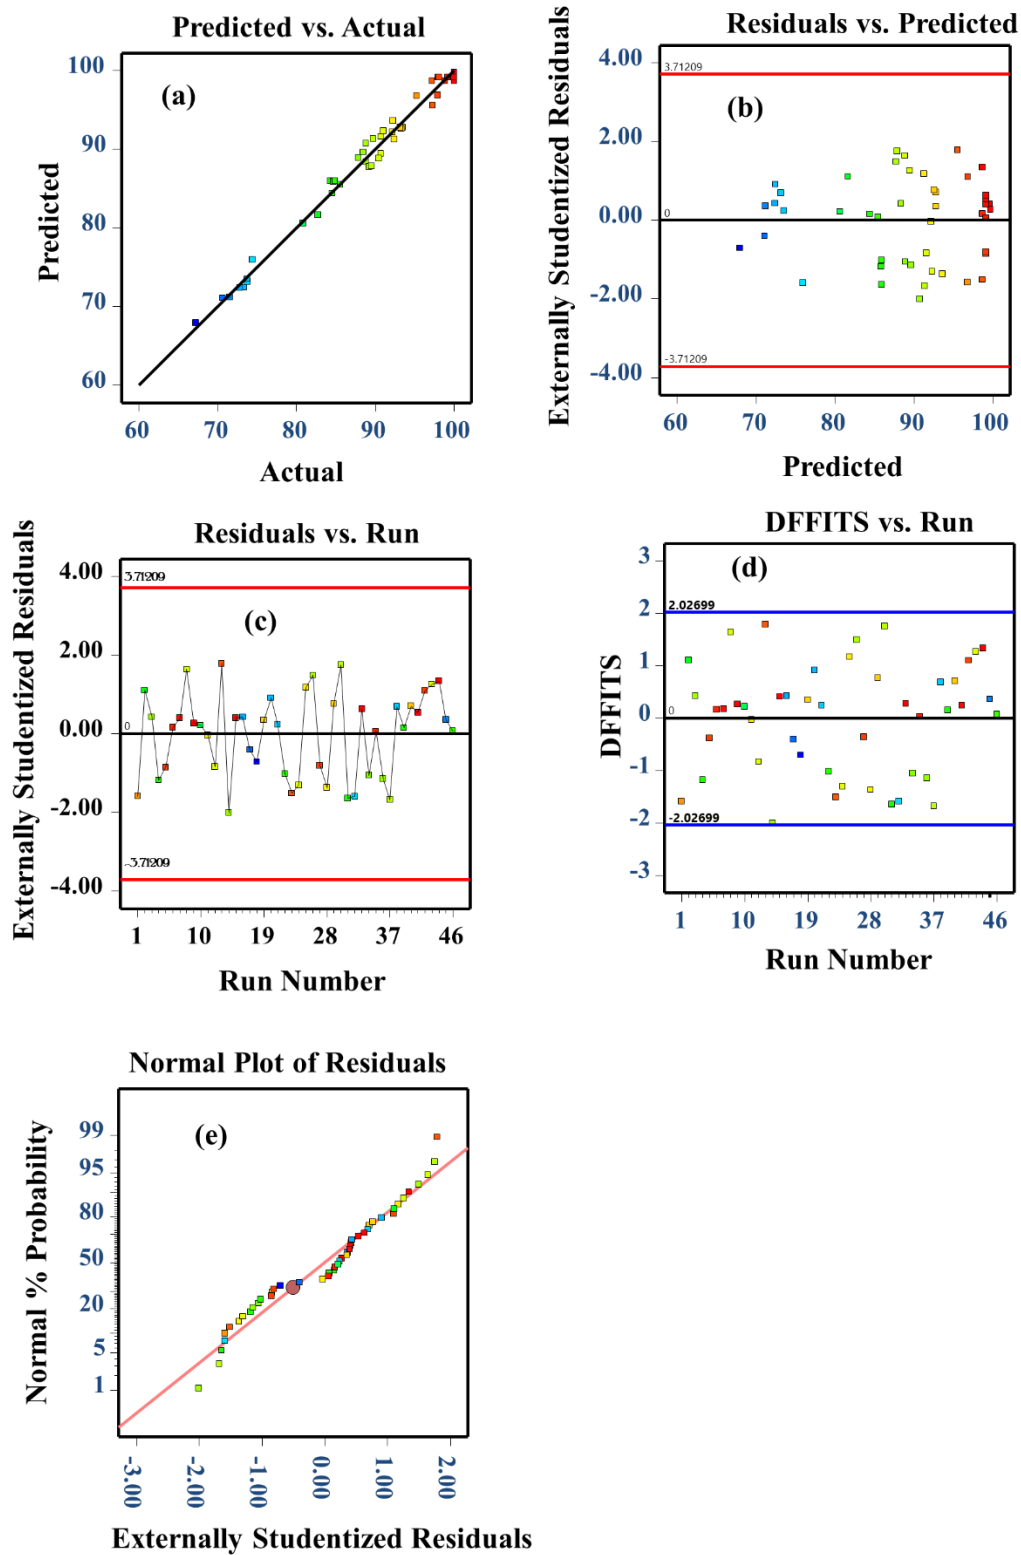 Predicted vs. Actual
(a)
100
90
80
70
60
Predicted
60 70 80 90 100
Actual
Residuals vs. Predicted
(b)
Externally Studentized Residuals
4.00
2.00
0.00
-2.00
-4.00
3.71209
0
-3.71209
60 70 80 90 100
Predicted
Residuals vs. Run
(c)
Externally Studentized Residuals
4.00
2.00
0.00
-2.00
-4.00
3.71209
0
-3.71209
1 10 19 28 37 46
Run Number
DFFITS vs. Run
(d)
DFFITS
3
2
1
0
-1
-2
-3
2.02699
0
-2.02699
1 10 19 28 37 46
Run Number
Normal Plot of Residuals
(e)
Normal % Probability
99
95
80
50
20
5
1
-3.00 -2.00 -1.00 0.00 1.00 2.00
Externally Studentized Residuals